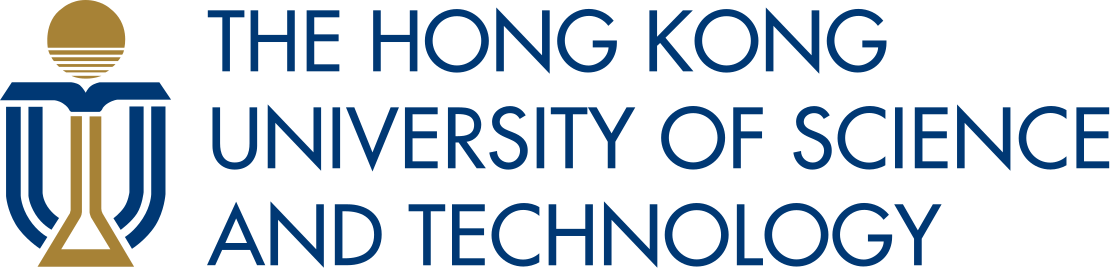 THE HONG KONG
UNIVERSITY OF SCIENCE
AND TECHNOLOGY